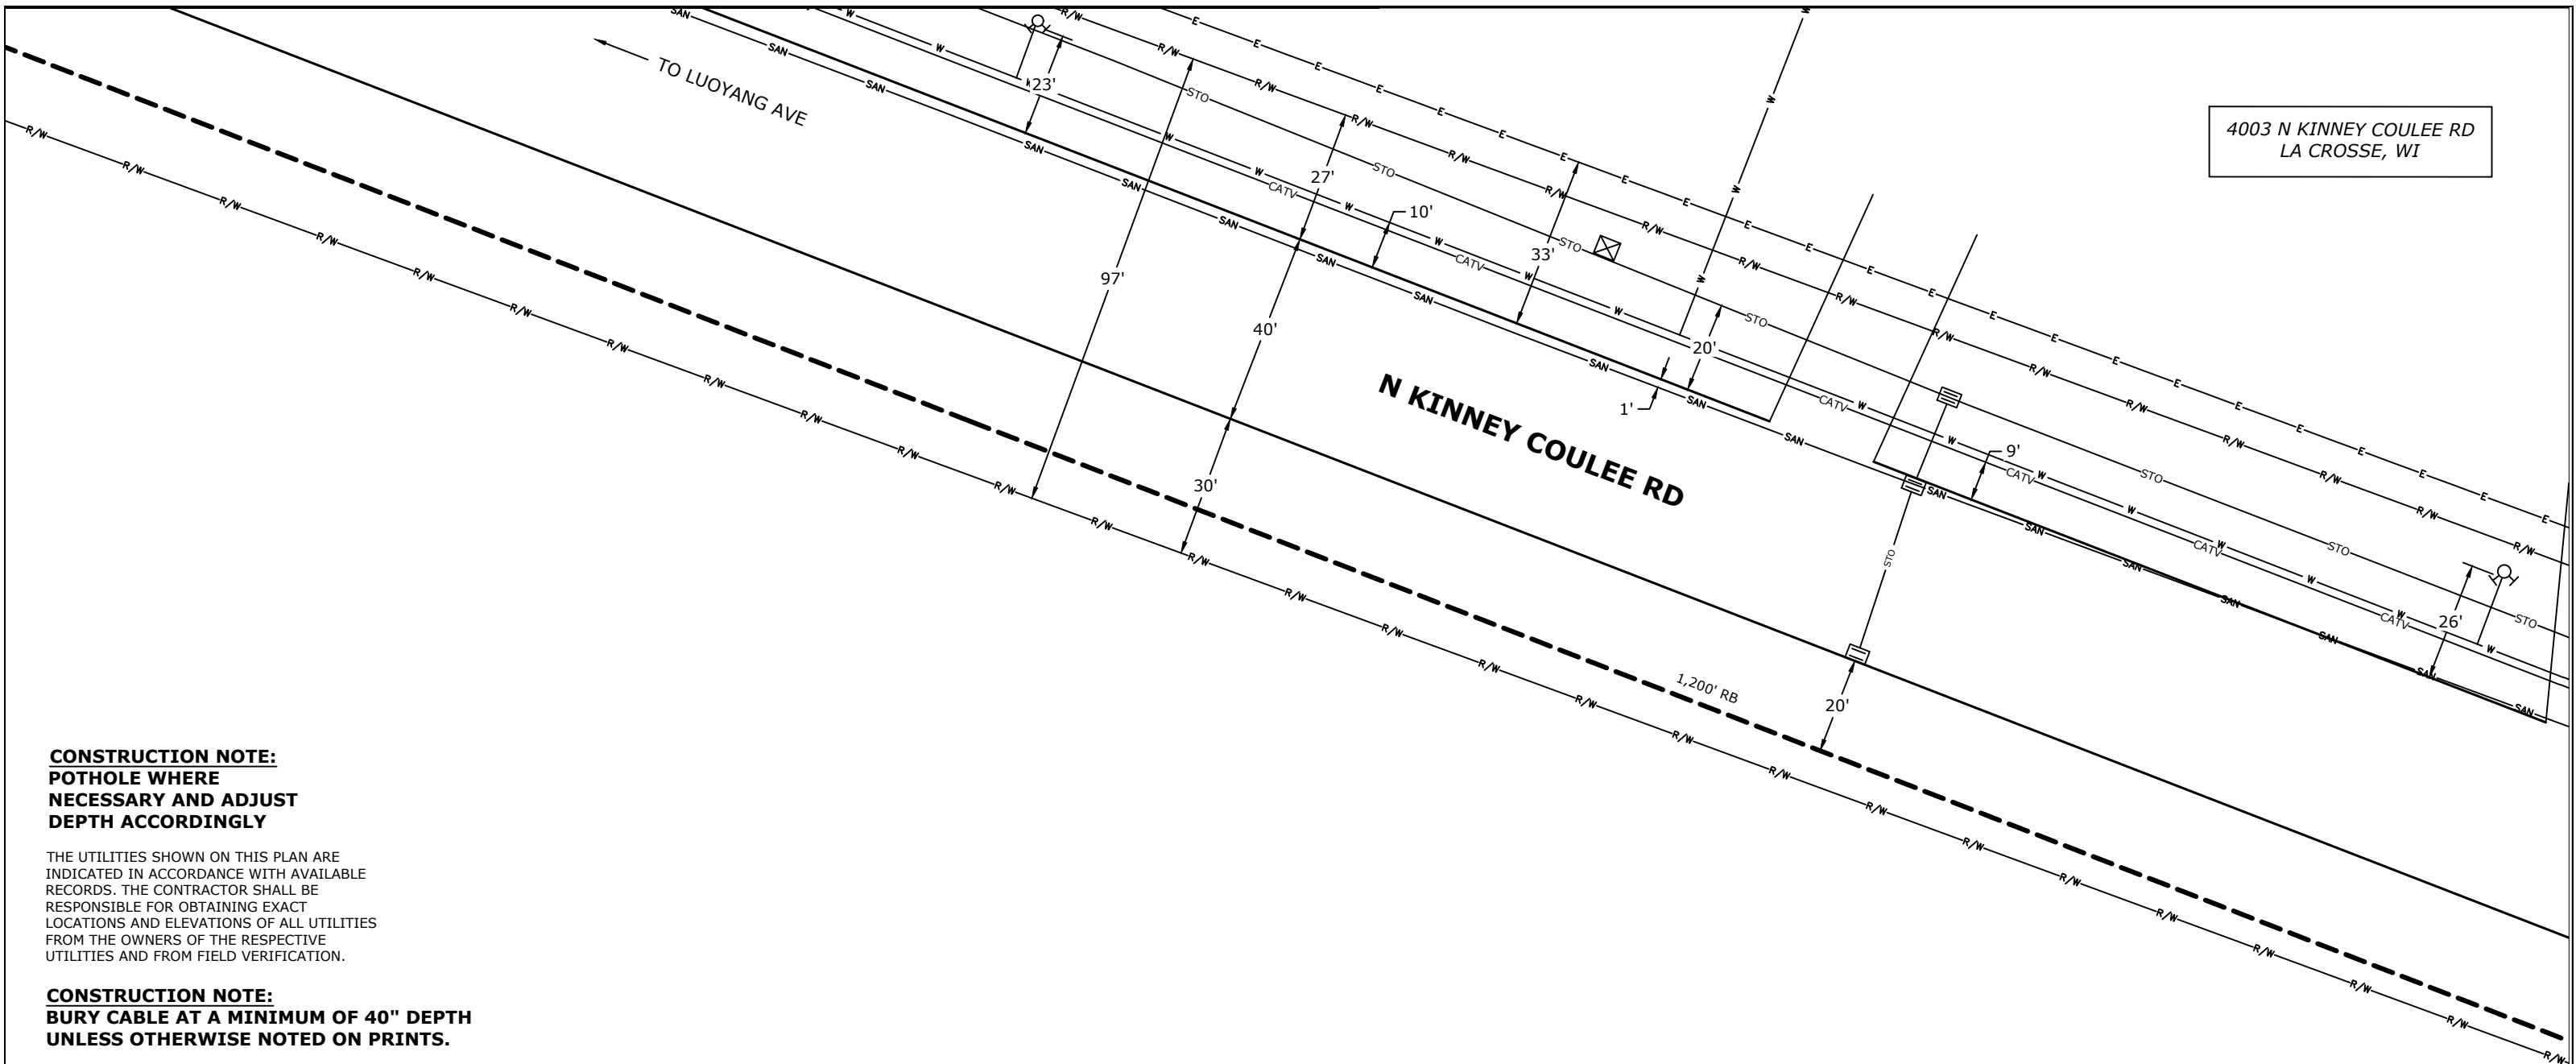 TO LUOYANG AVE
4003 N KINNEY COULEE RD
LA CROSSE, WI
23'
27'
10'
33'
97'
40'
20'
1'
N KINNEY COULEE RD
9'
30'
26'
1,200' RB
20'
R/W
SAN
W
E
STO
CATV
CONSTRUCTION NOTE:
POTHOLE WHERE
NECESSARY AND ADJUST
DEPTH ACCORDINGLY
THE UTILITIES SHOWN ON THIS PLAN ARE
INDICATED IN ACCORDANCE WITH AVAILABLE
RECORDS. THE CONTRACTOR SHALL BE
RESPONSIBLE FOR OBTAINING EXACT
LOCATIONS AND ELEVATIONS OF ALL UTILITIES
FROM THE OWNERS OF THE RESPECTIVE
UTILITIES AND FROM FIELD VERIFICATION.
CONSTRUCTION NOTE:
BURY CABLE AT A MINIMUM OF 40" DEPTH
UNLESS OTHERWISE NOTED ON PRINTS.